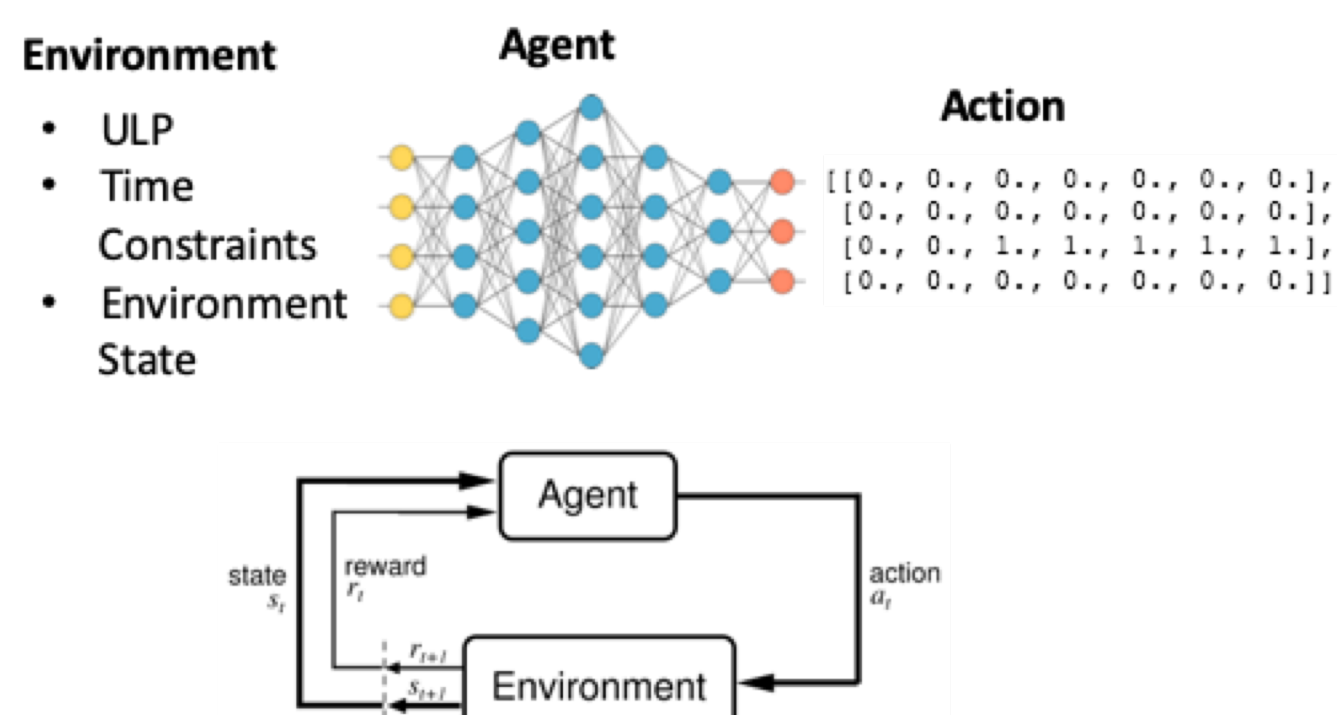 Environment
• ULP
• Time
Constraints
• Environment
State
Agent
Action
[[0., 0., 0., 0., 0., 0., 0.],
[0., 0., 0., 0., 0., 0., 0.],
[0., 0., 1., 1., 1., 1., 1.],
[0., 0., 0., 0., 0., 0., 0.]]
Agent
state
s_t
reward
r_t
action
a_t
r_{t+1}
s_{t+1}
Environment